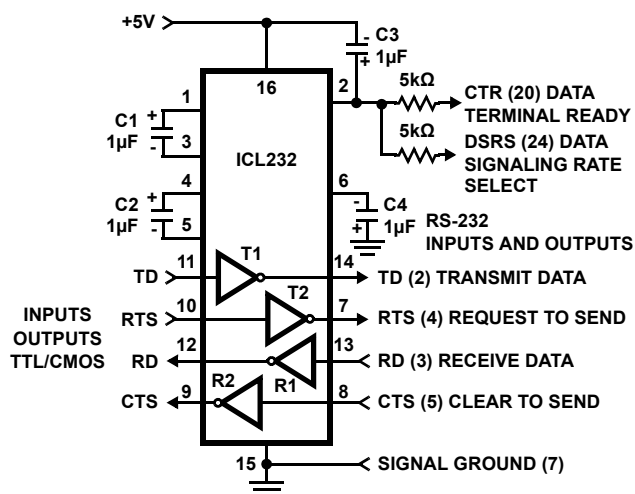 +5V
- C3
+ 1µF
16
2
5kΩ
CTR (20) DATA
TERMINAL READY
5kΩ
DSRS (24) DATA
SIGNALING RATE
SELECT
1
C1 +
1µF -
3
ICL232
4
C2 +
1µF -
5
6
- C4
+ 1µF
RS-232
INPUTS AND OUTPUTS
T1
TD 11
14 TD (2) TRANSMIT DATA
T2
INPUTS
OUTPUTS
TTL/CMOS
RTS 10
7 RTS (4) REQUEST TO SEND
RD 12
R1
13 RD (3) RECEIVE DATA
CTS 9
R2
8 CTS (5) CLEAR TO SEND
15
SIGNAL GROUND (7)